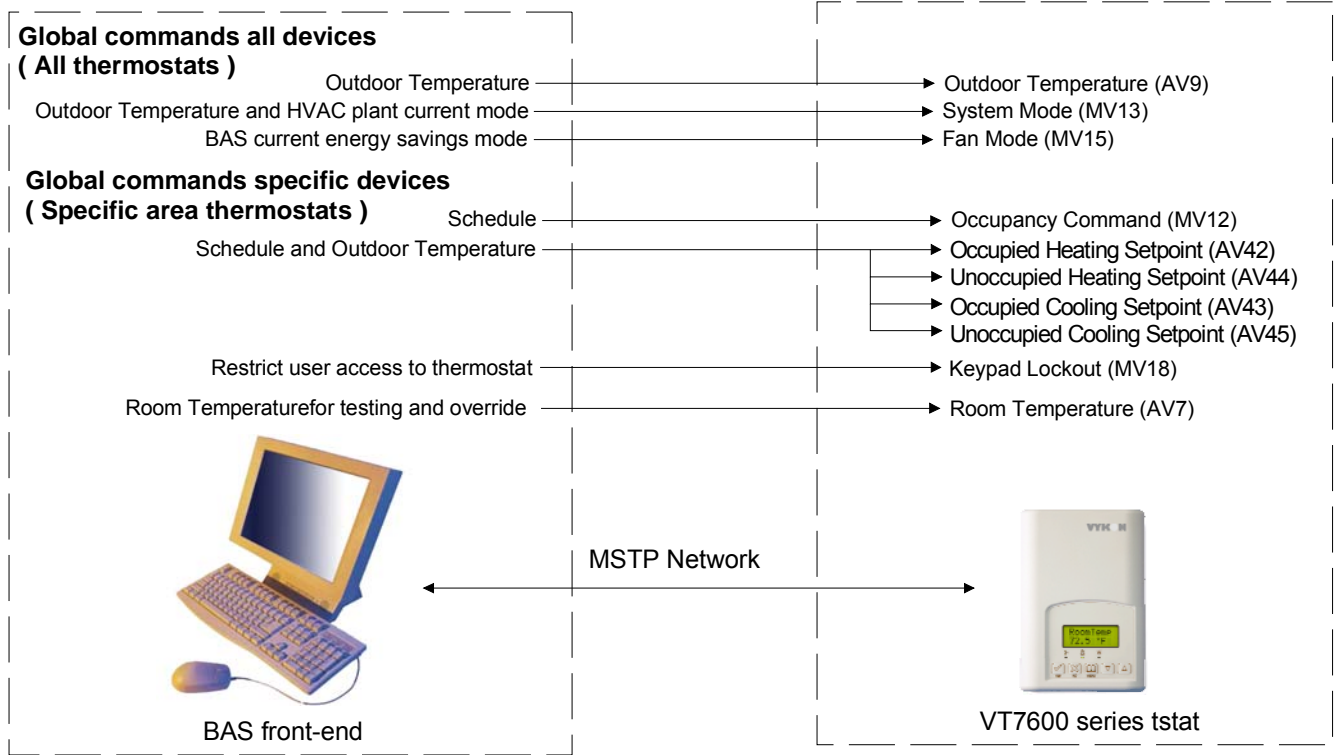 Global commands all devices
( All thermostats )
Outdoor Temperature
Outdoor Temperature (AV9)
Outdoor Temperature and HVAC plant current mode
System Mode (MV13)
BAS current energy savings mode
Fan Mode (MV15)
Global commands specific devices
( Specific area thermostats )
Schedule
Occupancy Command (MV12)
Schedule and Outdoor Temperature
Occupied Heating Setpoint (AV42)
Unoccupied Heating Setpoint (AV44)
Occupied Cooling Setpoint (AV43)
Unoccupied Cooling Setpoint (AV45)
Restrict user access to thermostat
Keypad Lockout (MV18)
Room Temperaturefor testing and override
Room Temperature (AV7)
MSTP Network
VYKON
RoomTemp
72.5 °F
BAS front-end
VT7600 series tstat